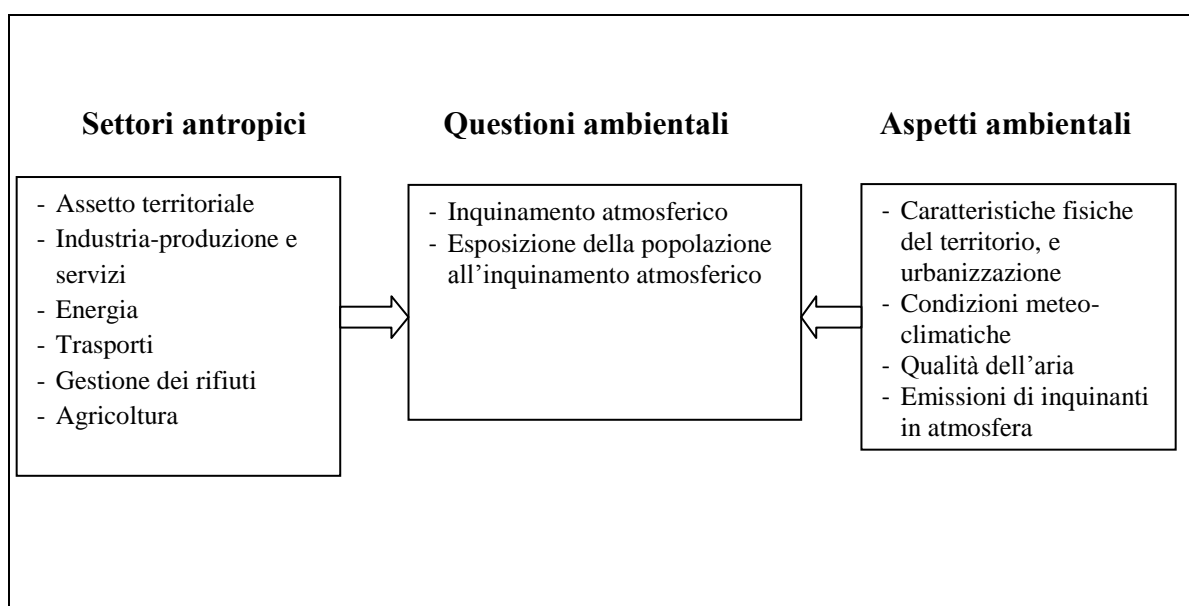 Settori antropici
- Assetto territoriale
- Industria-produzione e
servizi
- Energia
- Trasporti
- Gestione dei rifiuti
- Agricoltura
Questioni ambientali
- Inquinamento atmosferico
- Esposizione della popolazione
all’inquinamento atmosferico
Aspetti ambientali
- Caratteristiche fisiche
del territorio, e
urbanizzazione
- Condizioni meteo-
climatiche
- Qualità dell’aria
- Emissioni di inquinanti
in atmosfera